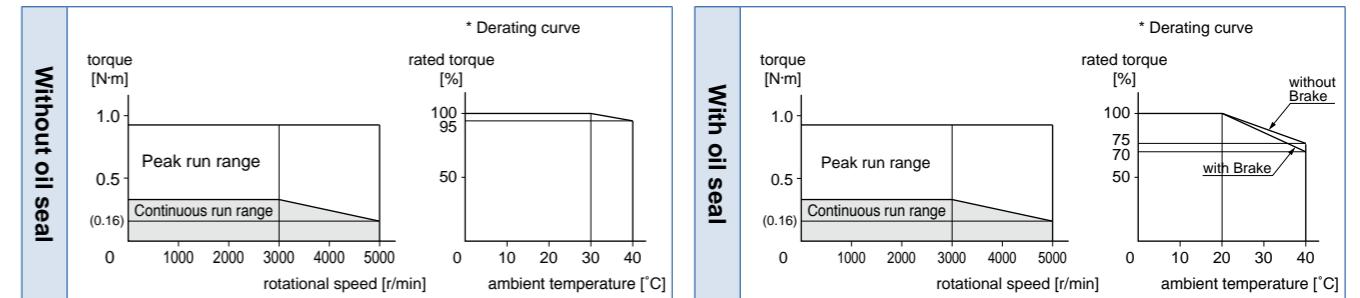 Without oil seal
* Derating curve
torque
[N·m]
1.0
0.5
(0.16)
0
Peak run range
Continuous run range
1000 2000 3000 4000 5000
rotational speed [r/min]
rated torque
[%]
100
95
50
0 10 20 30 40
ambient temperature [˚C]
With oil seal
* Derating curve
torque
[N·m]
1.0
0.5
(0.16)
0
Peak run range
Continuous run range
1000 2000 3000 4000 5000
rotational speed [r/min]
rated torque
[%]
100
75
70
50
without
Brake
with Brake
0 10 20 30 40
ambient temperature [˚C]